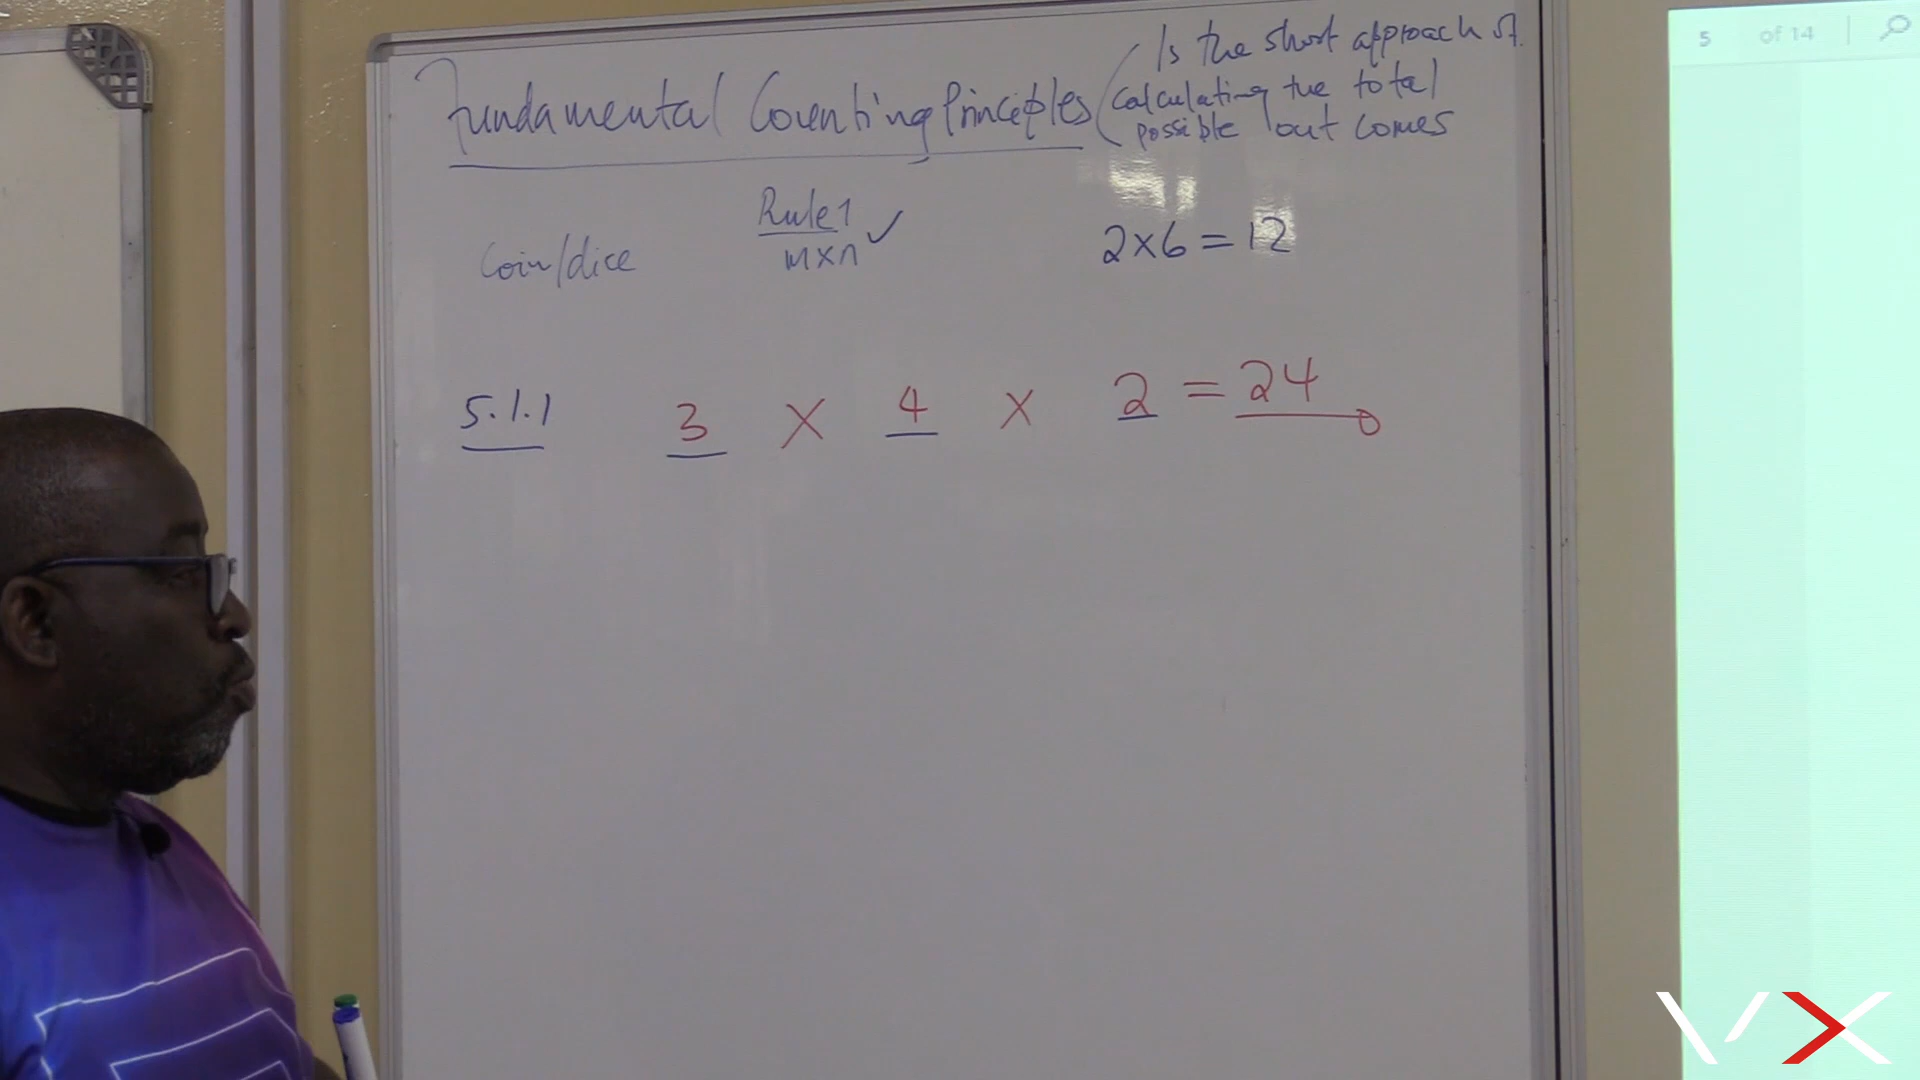 Fundamental Counting Principles
Is the short approach of
calculating the total
possible out comes
Coin/dice
Rule 1
m×n ✓
2×6 = 12
5.1.1 3 × 4 × 2 = 24
5 of 14
VX